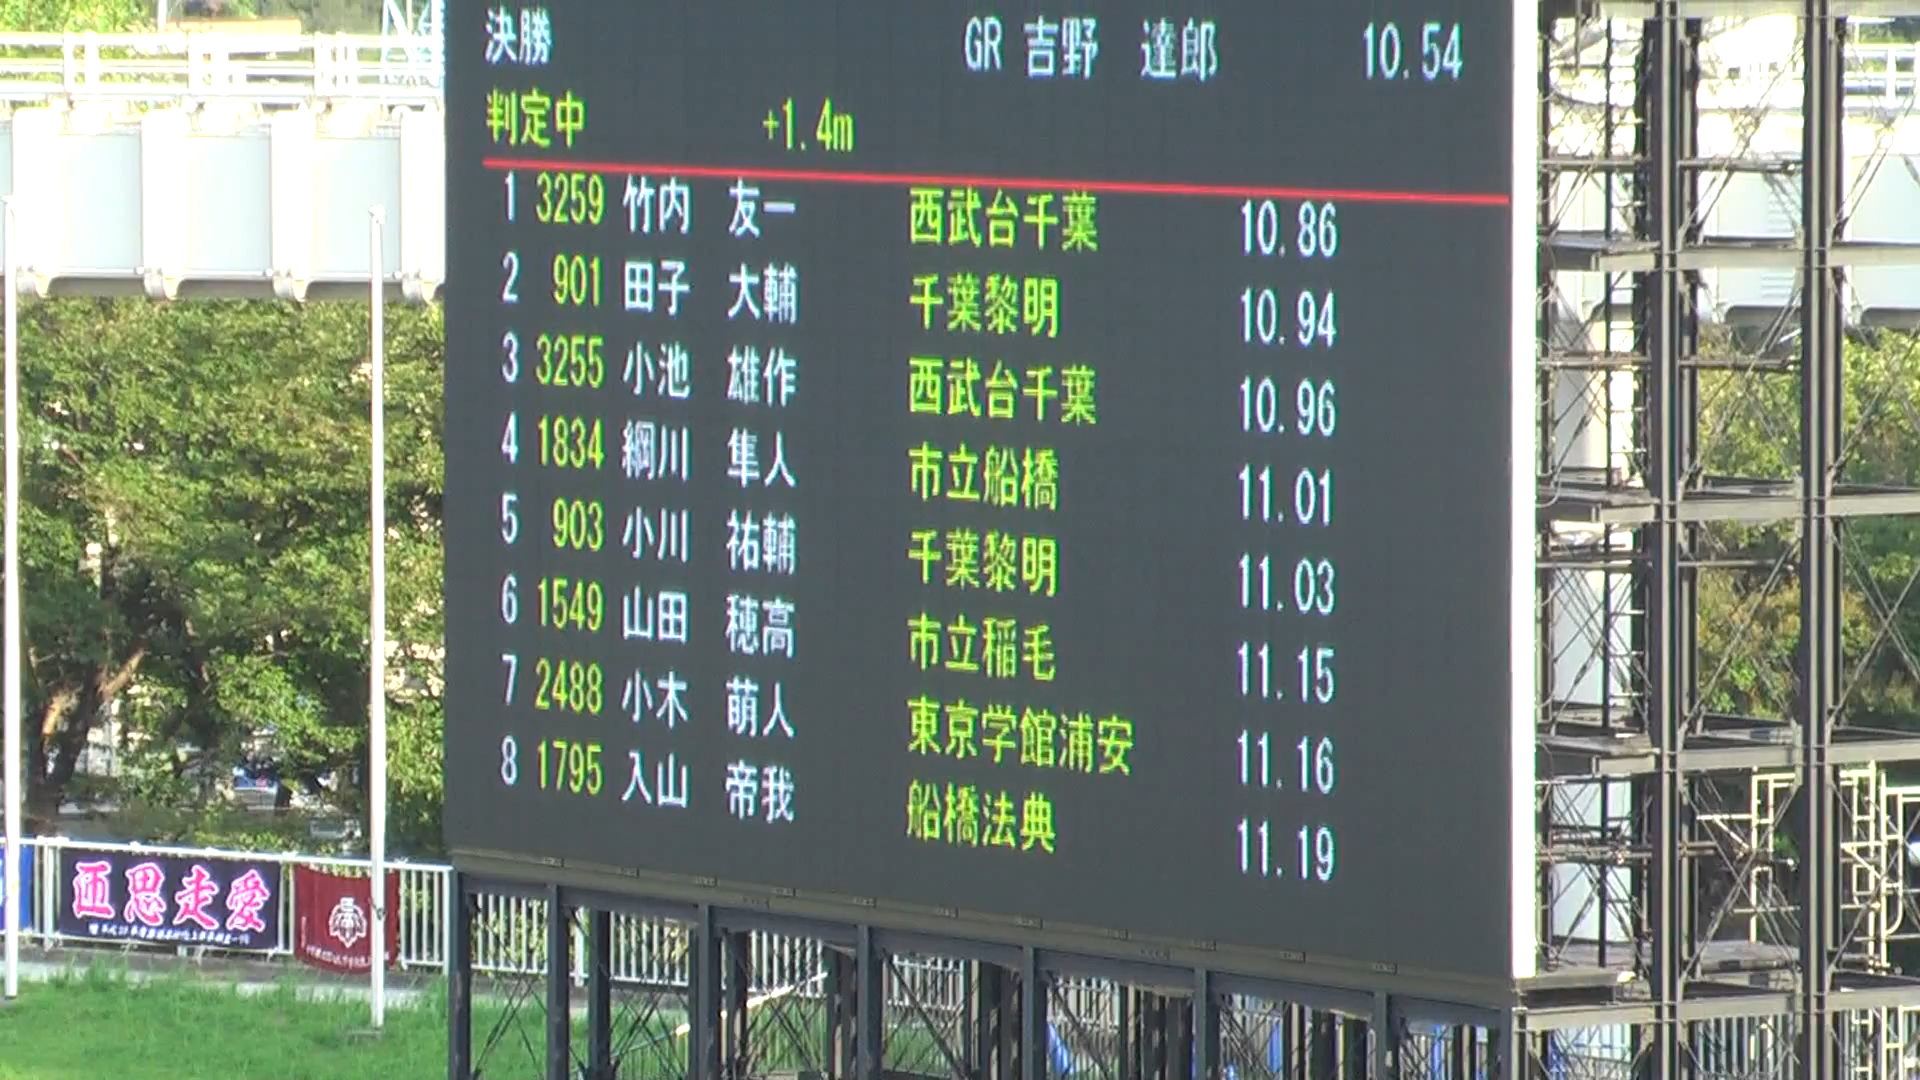 決勝 GR 吉野 達郎 10.54
判定中 +1.4m
1 3259 竹内 友一 西武台千葉 10.86
2 901 田子 大輔 千葉黎明 10.94
3 3255 小池 雄作 西武台千葉 10.96
4 1834 綱川 隼人 市立船橋 11.01
5 903 小川 祐輔 千葉黎明 11.03
6 1549 山田 穂高 市立稲毛 11.15
7 2488 小木 萌人 東京学館浦安 11.16
8 1795 入山 帝我 船橋法典 11.19
思走愛